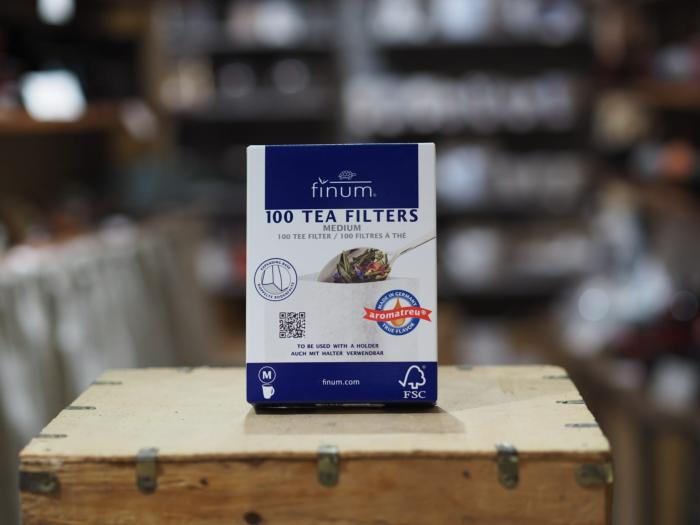 finum®
100 TEA FILTERS
MEDIUM
100 TEE FILTER / 100 FILTRES À THÉ
MADE IN GERMANY
aromatreu®
TRUE FLAVOR
TO BE USED WITH A HOLDER
AUCH MIT HALTER VERWENDBAR
M
finum.com
FSC®